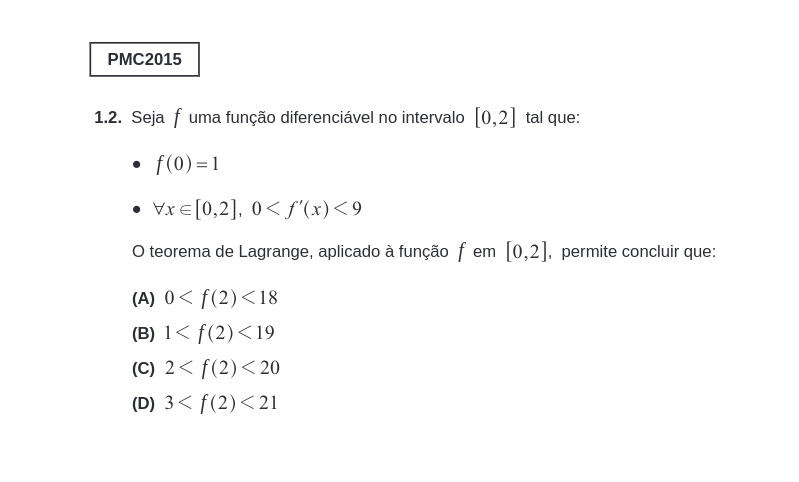 PMC2015
1.2. Seja f uma função diferenciável no intervalo [0,2] tal que:
• f(0)=1
• ∀x∈[0,2], 0<f′(x)<9
O teorema de Lagrange, aplicado à função f em [0,2], permite concluir que:
(A) 0<f(2)<18
(B) 1<f(2)<19
(C) 2<f(2)<20
(D) 3<f(2)<21